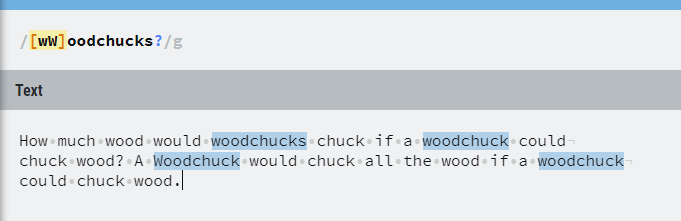 /[wW]oodchucks?/g
Text
How much wood would woodchucks chuck if a woodchuck could
chuck wood? A Woodchuck would chuck all the wood if a woodchuck
could chuck wood.